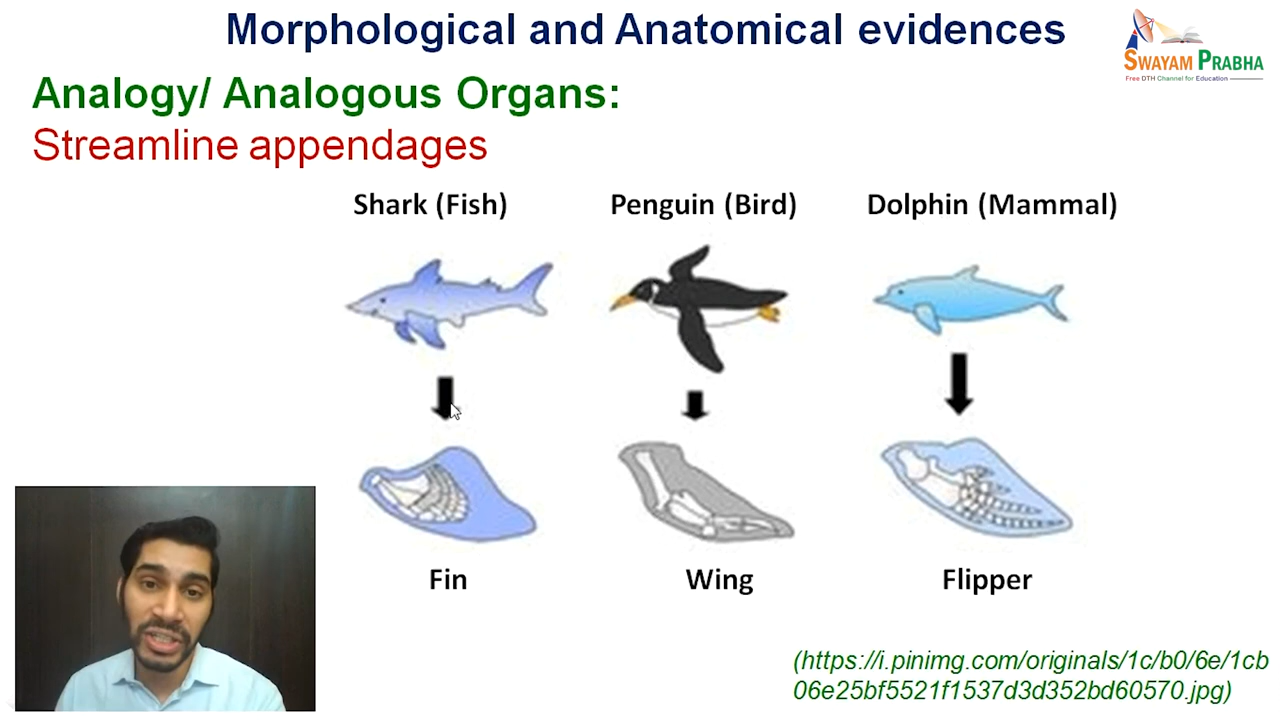 Morphological and Anatomical evidences
SWAYAM PRABHA
Free DTH Channel for Education
Analogy/ Analogous Organs:
Streamline appendages
Shark (Fish) Penguin (Bird) Dolphin (Mammal)
Fin Wing Flipper
(https://i.pinimg.com/originals/1c/b0/6e/1cb
06e25bf5521f1537d3d352bd60570.jpg)